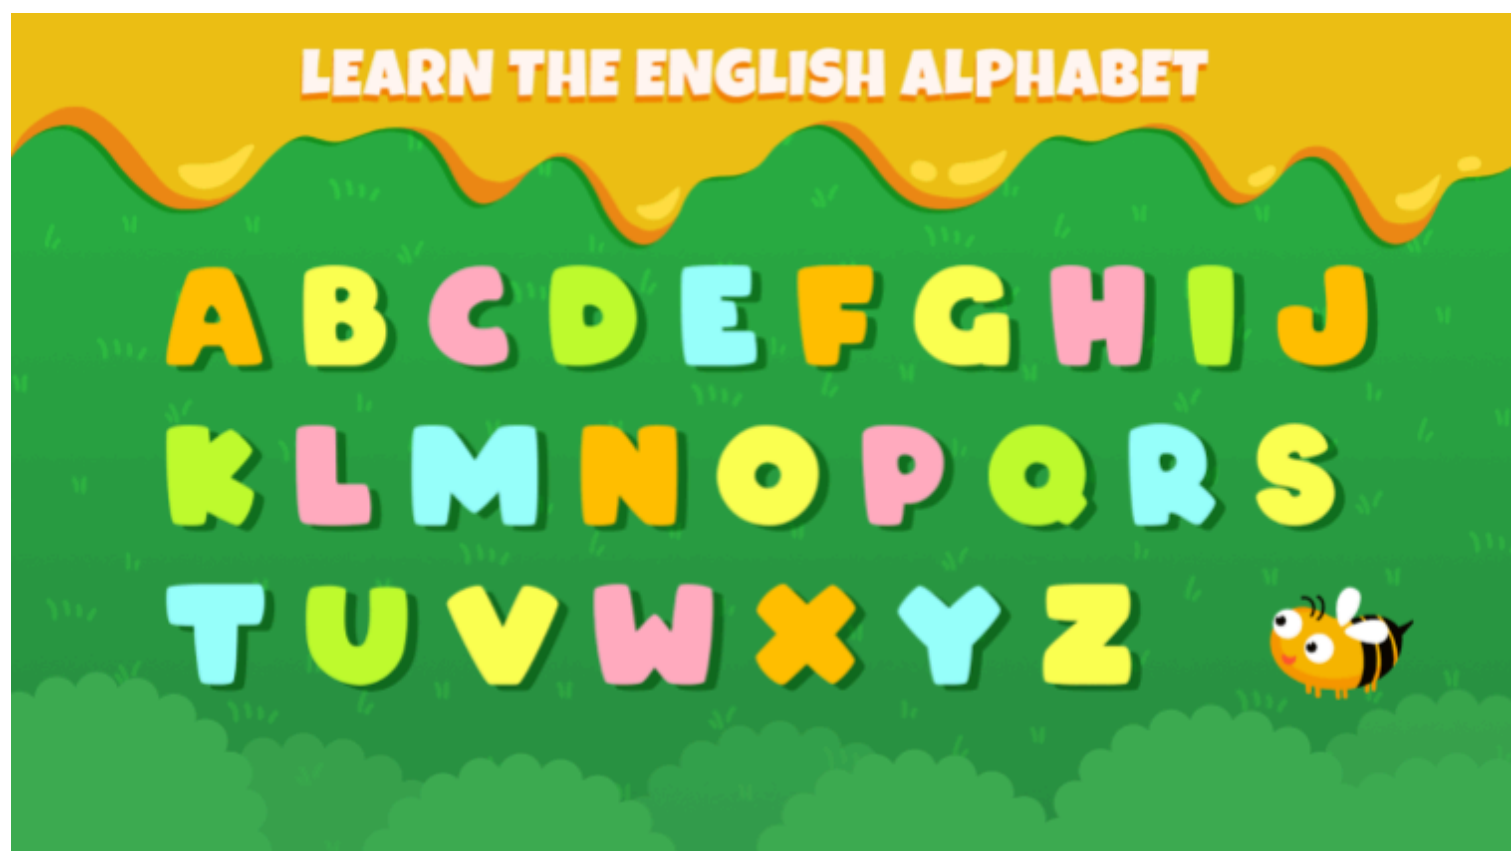 LEARN THE ENGLISH ALPHABET
A B C D E F G H I J
K L M N O P Q R S
T U V W X Y Z